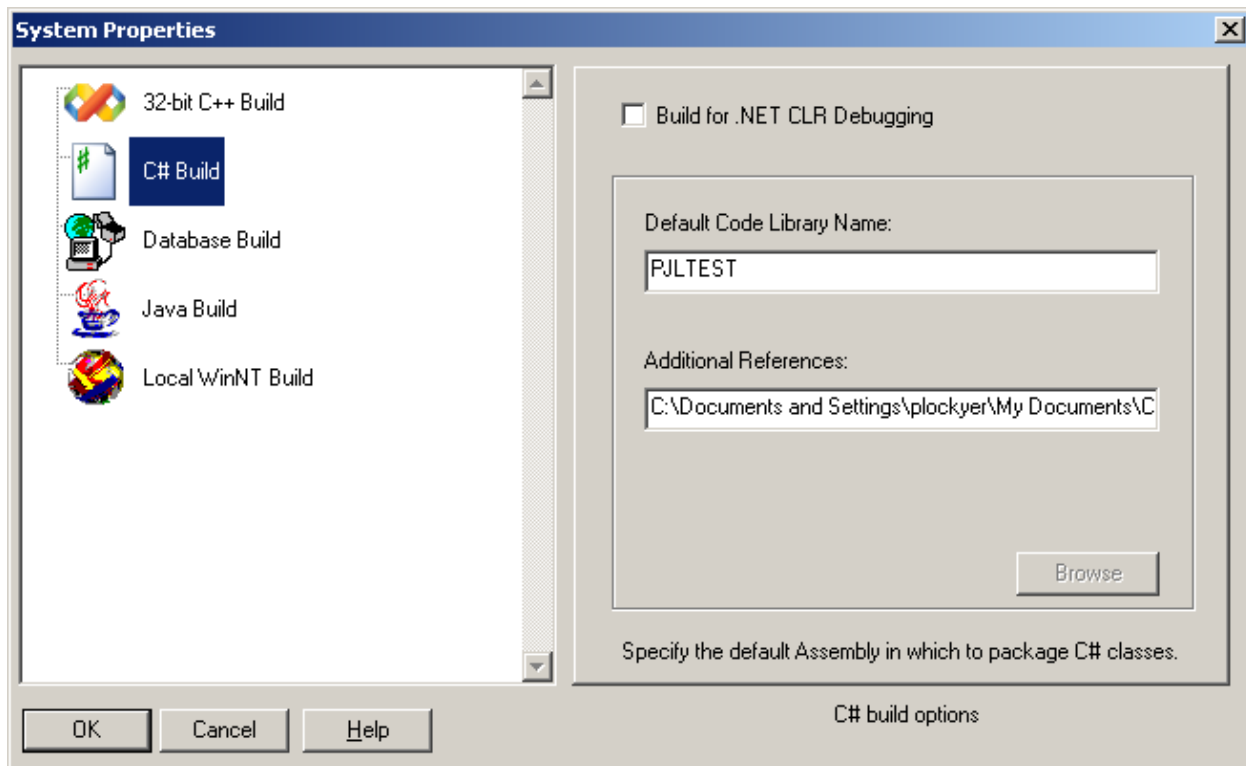 System Properties
32-bit C++ Build
C# Build
Database Build
Java Build
Local WinNT Build
Build for .NET CLR Debugging
Default Code Library Name:
PJLTEST
Additional References:
C:\Documents and Settings\plockyer\My Documents\C
Browse
Specify the default Assembly in which to package C# classes.
C# build options
OK
Cancel
Help